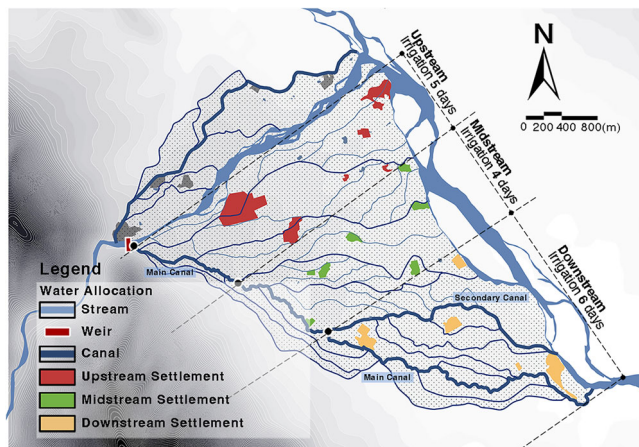 N
0 200 400 800(m)
Upstream
Irrigation 5 days
Midstream
Irrigation 4 days
Downstream
Irrigation 6 days
Main Canal
Secondary Canal
Main Canal
Legend
Water Allocation
Stream
Weir
Canal
Upstream Settlement
Midstream Settlement
Downstream Settlement